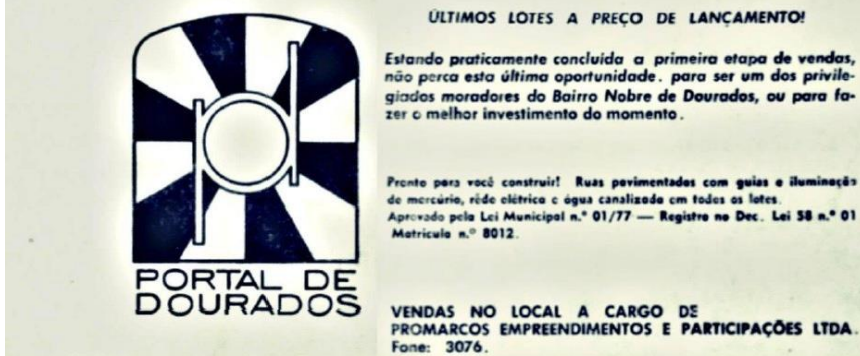 ÚLTIMOS LOTES A PREÇO DE LANÇAMENTO!
Estando praticamente concluida a primeira etapa de vendas,
não perca esta última oportunidade. para ser um dos privile-
giados moradores do Bairro Nobre de Dourados, ou para fa-
zer o melhor investimento do momento.
Pronto para você construir! Ruas pavimentadas com guias e iluminação
de mercúrio, rêde elétrica e água canalizada em todos os lotes.
Aprovado pela Lei Municipal n.º 01/77 — Registro no Dec. Lei 58 n.º 01
Matricula n.º 8012.
PORTAL DE
DOURADOS
VENDAS NO LOCAL A CARGO DE
PROMARCOS EMPREENDIMENTOS E PARTICIPAÇÕES LTDA.
Fone: 3076.